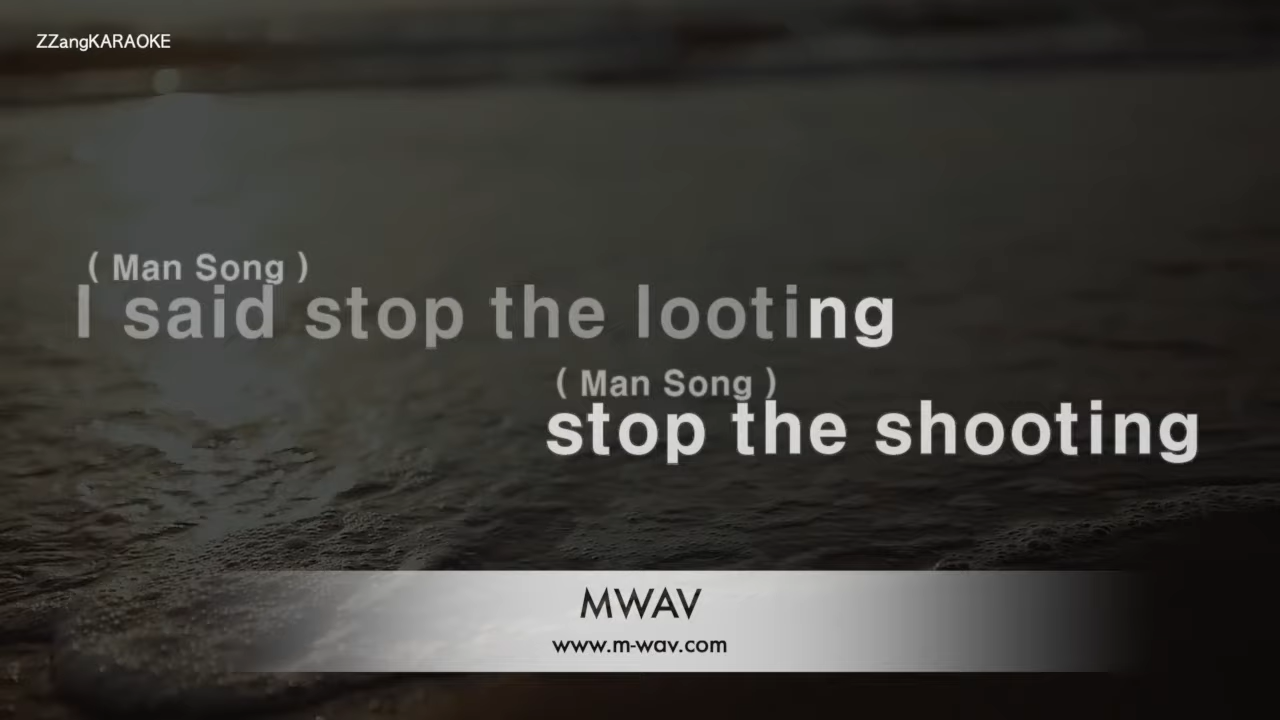 ZZangKARAOKE
( Man Song )
I said stop the looting
( Man Song )
stop the shooting
MWAV
www.m-wav.com